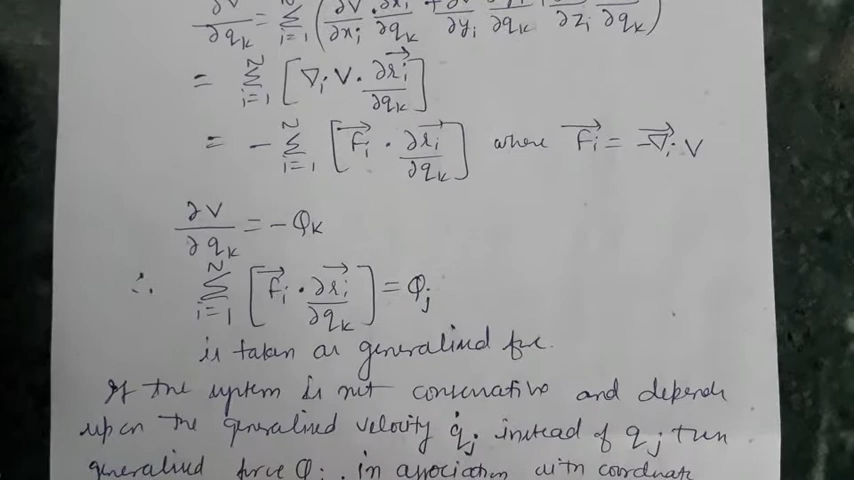 ∂V/∂q_k = Σ_{i=1}^{N} (∂V/∂x_i · ∂x_i/∂q_k + ∂V/∂y_i ∂y_i/∂q_k + ∂V/∂z_i ∂z_i/∂q_k)
= Σ_{i=1}^{N} [∇_i V · ∂r⃗_i/∂q_k]
= - Σ_{i=1}^{N} [F⃗_i · ∂r⃗_i/∂q_k] where F⃗_i = -∇⃗_i V
∂V/∂q_k = - Q_k
∴ Σ_{i=1}^{N} [F⃗_i · ∂r⃗_i/∂q_k] = Q_j
is taken as generalised force.
If the system is not conservative and depends
upon the generalised velocity q̇_j instead of q_j then
generalised force Q_j. in association with coordinate